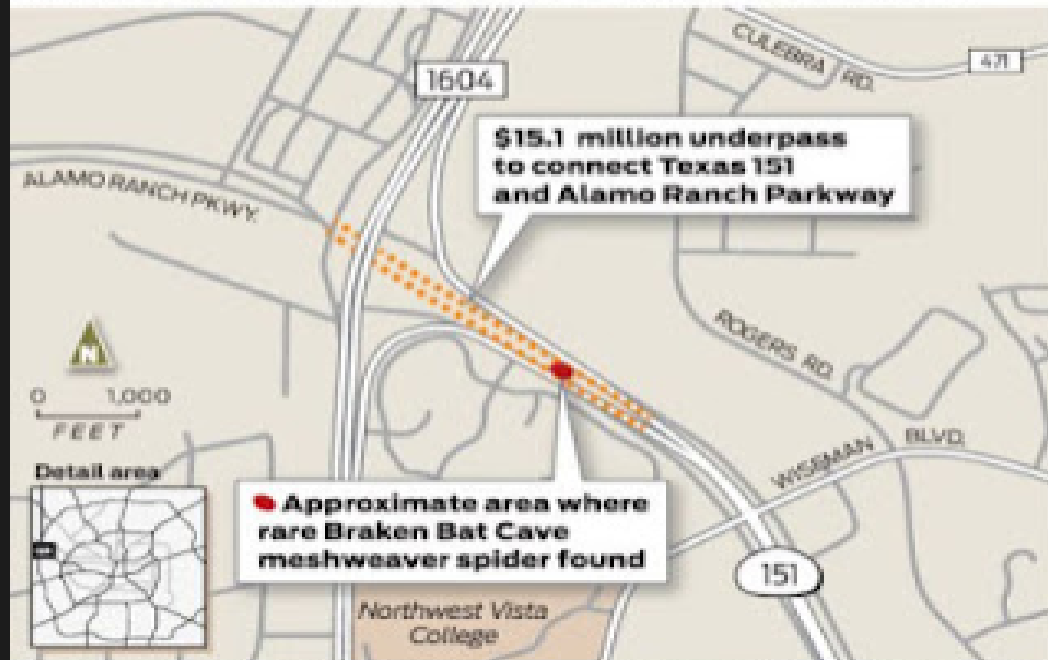 CULEBRA RD.
471
1604
$15.1 million underpass
to connect Texas 151
and Alamo Ranch Parkway
ALAMO RANCH PKWY.
ROGERS RD.
N
0 1,000
FEET
WISEMAN BLVD.
Detail area
Approximate area where
rare Braken Bat Cave
meshweaver spider found
151
Northwest Vista
College